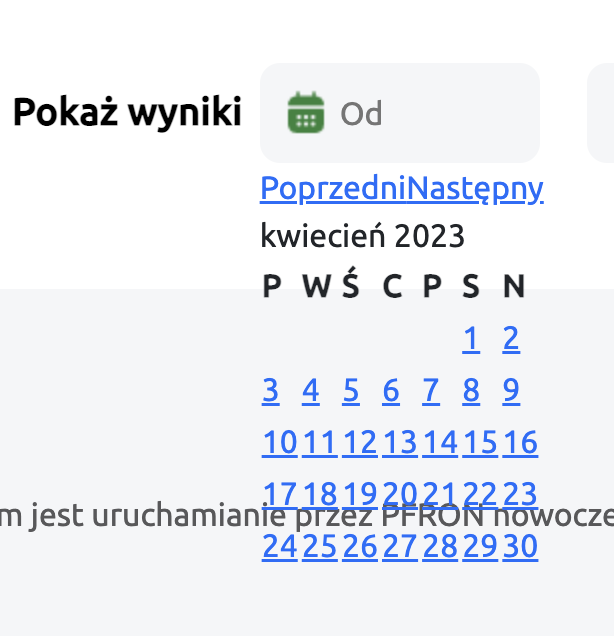 Pokaż wyniki
Od
PoprzedniNastępny
kwiecień 2023
P W Ś C P S N
1 2
3 4 5 6 7 8 9
10 11 12 13 14 15 16
17 18 19 20 21 22 23
m jest uruchamianie przez PFRON nowocze
24 25 26 27 28 29 30